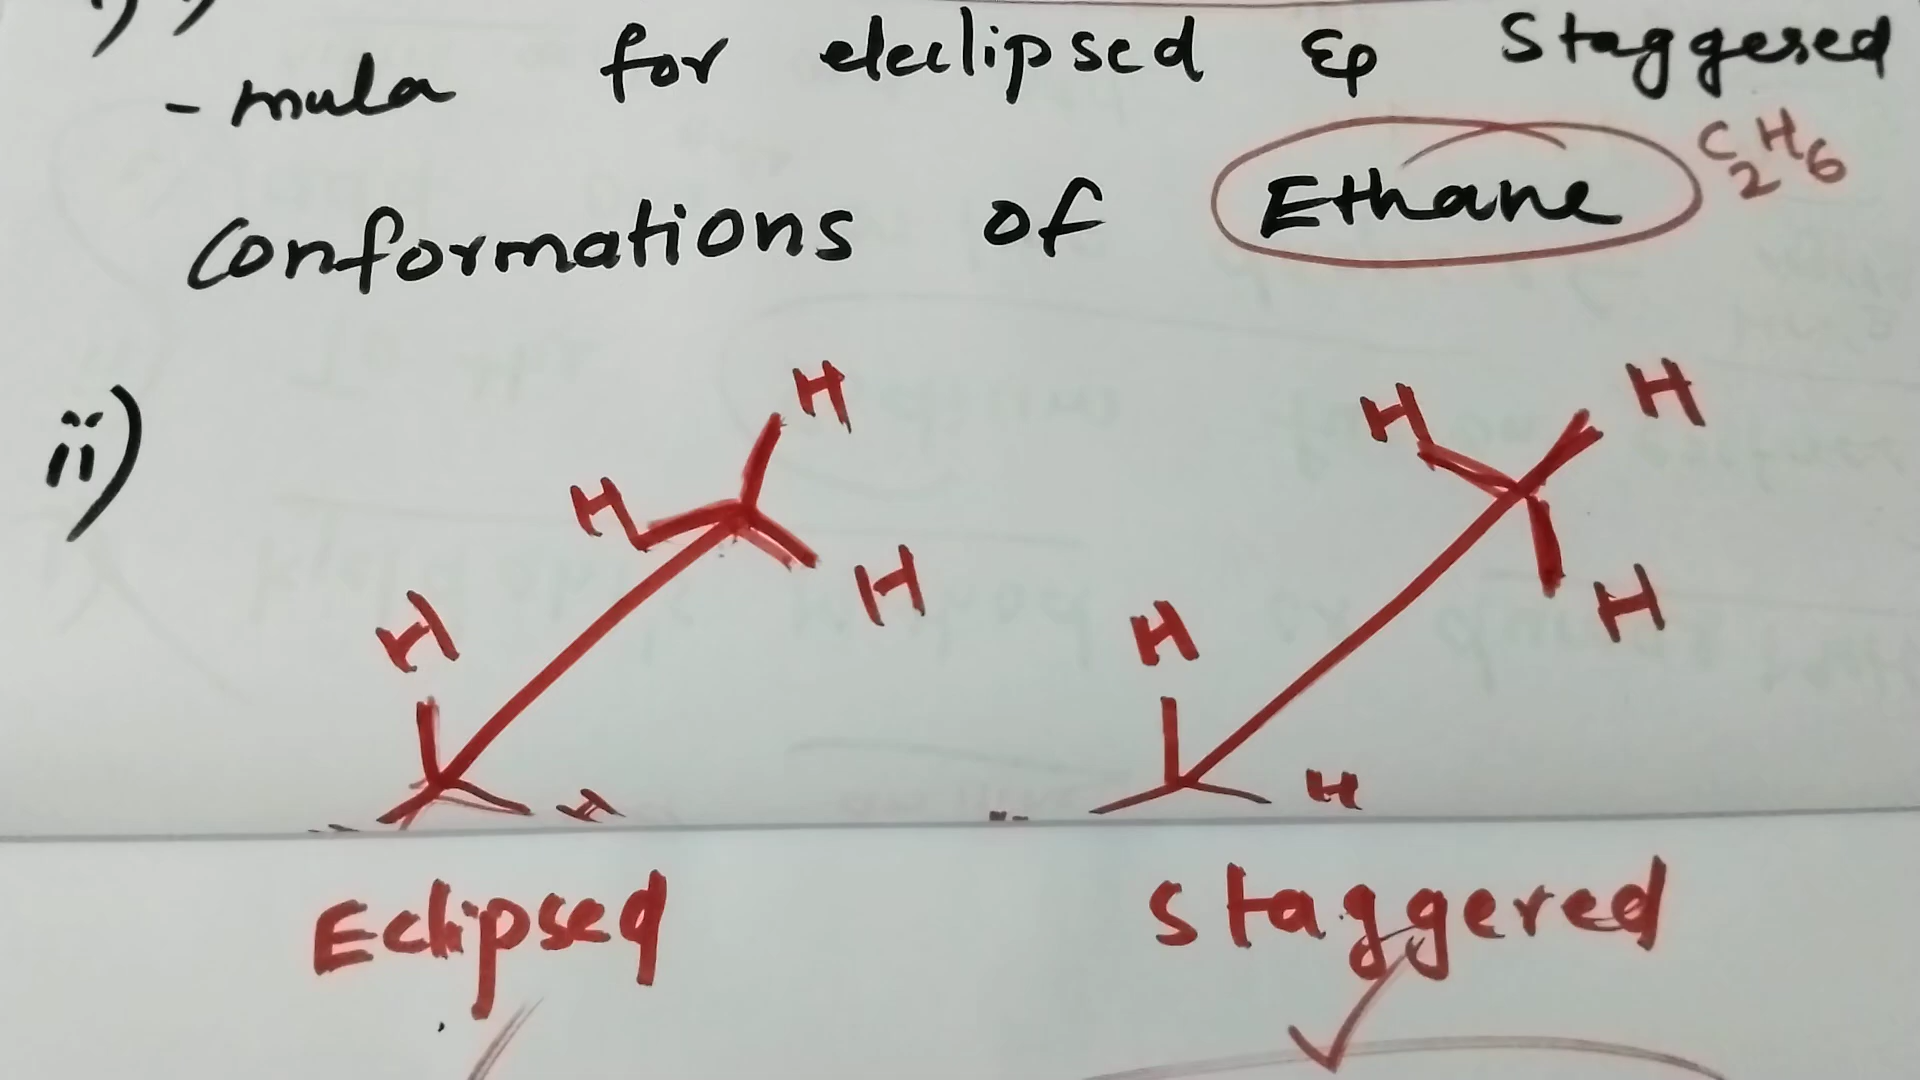 -mula for eleclipsed & Staggered
Conformations of Ethane C2H6
ii)
H H
H H
H H
H H
H H
Eclipsed Staggered